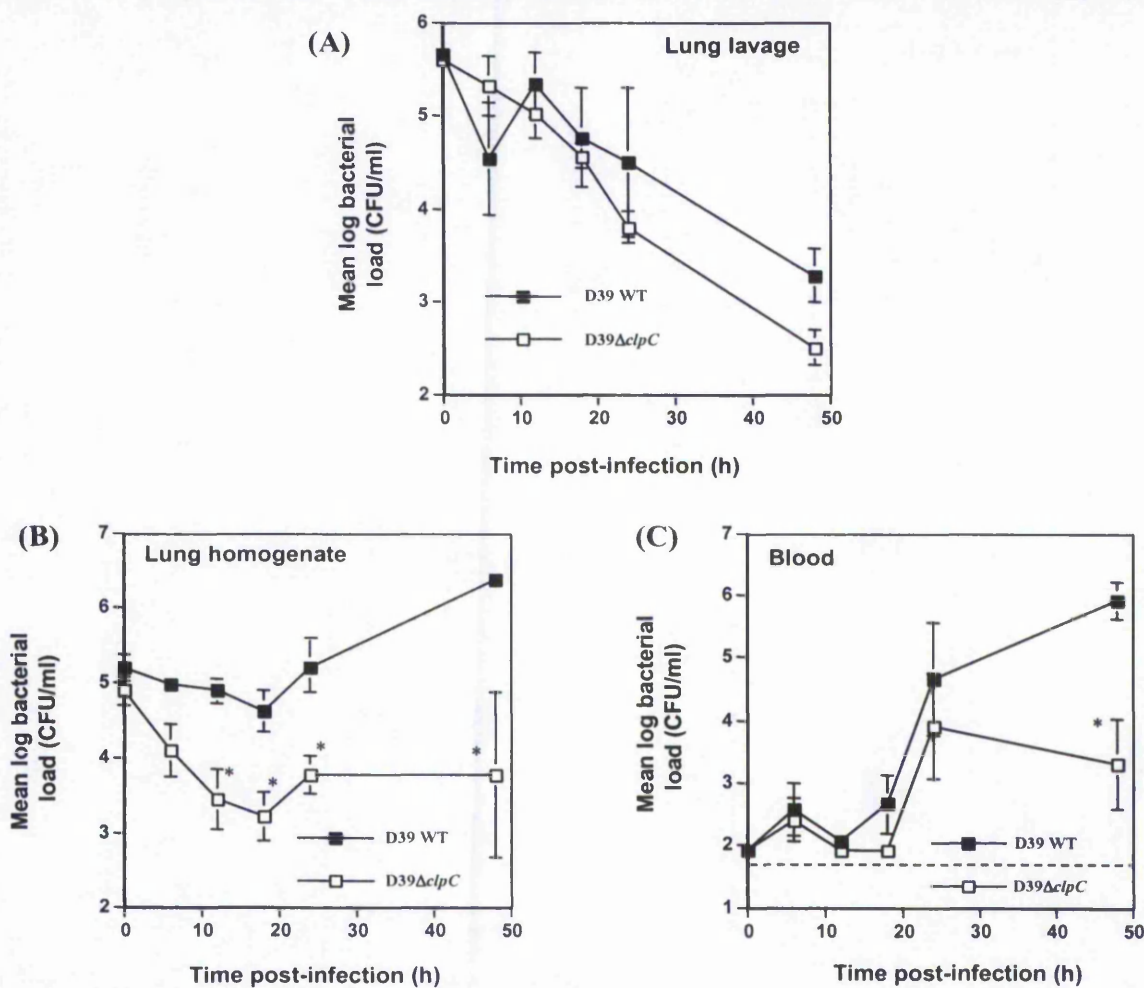 (A)
Lung lavage
Mean log bacterial
load (CFU/ml)
6
5
4
3
2
D39 WT
D39ΔclpC
0 10 20 30 40 50
Time post-infection (h)
(B)
Lung homogenate
Mean log bacterial
load (CFU/ml)
7
6
5
4
3
2
* * * *
D39 WT
D39ΔclpC
0 10 20 30 40 50
Time post-infection (h)
(C)
Blood
Mean log bacterial
load (CFU/ml)
7
6
5
4
3
2
1
*
D39 WT
D39ΔclpC
0 10 20 30 40 50
Time post-infection (h)